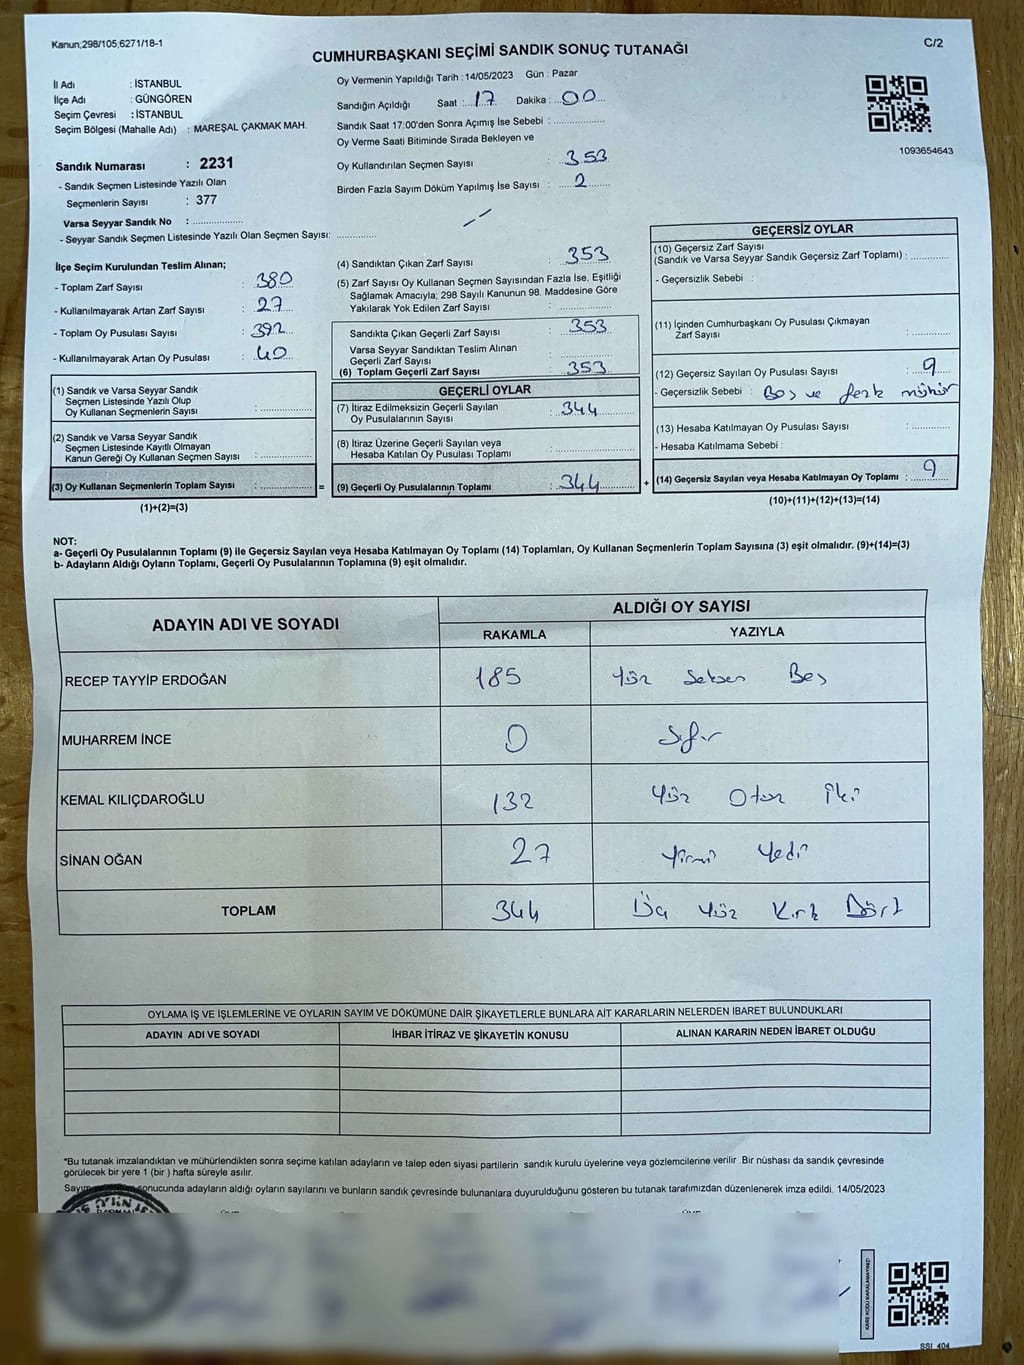 Kanun;298/105;6271/18-1
C/2
CUMHURBAŞKANI SEÇİMİ SANDIK SONUÇ TUTANAĞI
İl Adı : İSTANBUL
İlçe Adı : GÜNGÖREN
Seçim Çevresi : İSTANBUL
Seçim Bölgesi (Mahalle Adı) : MAREŞAL ÇAKMAK MAH.
Sandık Numarası : 2231
- Sandık Seçmen Listesinde Yazılı Olan
Seçmenlerin Sayısı : 377
Varsa Seyyar Sandık No : ...................
- Seyyar Sandık Seçmen Listesinde Yazılı Olan Seçmen Sayısı: ..............
Oy Vermenin Yapıldığı Tarih : 14/05/2023 Gün : Pazar
Sandığın Açıldığı Saat : 17 Dakika : 00
Sandık Saat 17:00'den Sonra Açımış İse Sebebi : ....................
Oy Verme Saati Bitiminde Sırada Bekleyen ve
Oy Kullandırılan Seçmen Sayısı : 353
Birden Fazla Sayım Döküm Yapılmış İse Sayısı : 2
1093654643
İlçe Seçim Kurulundan Teslim Alınan;
- Toplam Zarf Sayısı : 380
- Kullanılmayarak Artan Zarf Sayısı : 27
- Toplam Oy Pusulası Sayısı : 392
- Kullanılmayarak Artan Oy Pusulası : 40
(1) Sandık ve Varsa Seyyar Sandık
Seçmen Listesinde Yazılı Olup
Oy Kullanan Seçmenlerin Sayısı : ....................
(2) Sandık ve Varsa Seyyar Sandık
Seçmen Listesinde Kayıtlı Olmayan
Kanun Gereği Oy Kullanan Seçmen Sayısı : ....................
(3) Oy Kullanan Seçmenlerin Toplam Sayısı : .................... =
(1)+(2)=(3)
(4) Sandıktan Çıkan Zarf Sayısı : 353
(5) Zarf Sayısı Oy Kullanan Seçmen Sayısından Fazla İse, Eşitliği
Sağlamak Amacıyla; 298 Sayılı Kanunun 98. Maddesine Göre
Yakılarak Yok Edilen Zarf Sayısı : ....................
Sandıkta Çıkan Geçerli Zarf Sayısı : 353
Varsa Seyyar Sandıktan Teslim Alınan
Geçerli Zarf Sayısı : ....................
(6) Toplam Geçerli Zarf Sayısı : 353
GEÇERLİ OYLAR
(7) İtiraz Edilmeksizin Geçerli Sayılan : 344
Oy Pusulalarının Sayısı
(8) İtiraz Üzerine Geçerli Sayılan veya
Hesaba Katılan Oy Pusulası Toplamı : ....................
(9) Geçerli Oy Pusulalarının Toplamı : 344 +
GEÇERSİZ OYLAR
(10) Geçersiz Zarf Sayısı
(Sandık ve Varsa Seyyar Sandık Geçersiz Zarf Toplamı) : ............
- Geçersizlik Sebebi :
(11) İçinden Cumhurbaşkanı Oy Pusulası Çıkmayan
Zarf Sayısı : ............
(12) Geçersiz Sayılan Oy Pusulası Sayısı : 9
- Geçersizlik Sebebi : Boş ve fazla mühür
(13) Hesaba Katılmayan Oy Pusulası Sayısı : ............
- Hesaba Katılmama Sebebi :
(14) Geçersiz Sayılan veya Hesaba Katılmayan Oy Toplamı : 9
(10)+(11)+(12)+(13)=(14)
NOT:
a- Geçerli Oy Pusulalarının Toplamı (9) ile Geçersiz Sayılan veya Hesaba Katılmayan Oy Toplamı (14) Toplamları, Oy Kullanan Seçmenlerin Toplam Sayısına (3) eşit olmalıdır. (9)+(14)=(3)
b- Adayların Aldığı Oyların Toplamı, Geçerli Oy Pusulalarının Toplamına (9) eşit olmalıdır.
ADAYIN ADI VE SOYADI
ALDIĞI OY SAYISI
RAKAMLA YAZIYLA
RECEP TAYYİP ERDOĞAN 185 Yüz Seksen Beş
MUHARREM İNCE 0 Sıfır
KEMAL KILIÇDAROĞLU 132 Yüz Otuz İki
SİNAN OĞAN 27 Yirmi Yedi
TOPLAM 344 Üç Yüz Kırk Dört
OYLAMA İŞ VE İŞLEMLERİNE VE OYLARIN SAYIM VE DÖKÜMÜNE DAİR ŞİKAYETLERLE BUNLARA AİT KARARLARIN NELERDEN İBARET BULUNDUKLARI
ADAYIN ADI VE SOYADI İHBAR İTİRAZ VE ŞİKAYETİN KONUSU ALINAN KARARIN NEDEN İBARET OLDUĞU
*Bu tutanak imzalandıktan ve mühürlendikten sonra seçime katılan adayların ve talep eden siyasi partilerin sandık kurulu üyelerine veya gözlemcilerine verilir .Bir nüshası da sandık çevresinde
görülecek bir yere 1 (bir ) hafta süreyle asılır.
Sayım sonucunda adayların aldığı oyların sayılarını ve bunların sandık çevresinde bulunanlara duyurulduğunu gösteren bu tutanak tarafımızdan düzenlenerek imza edildi. 14/05/2023
SSI_404